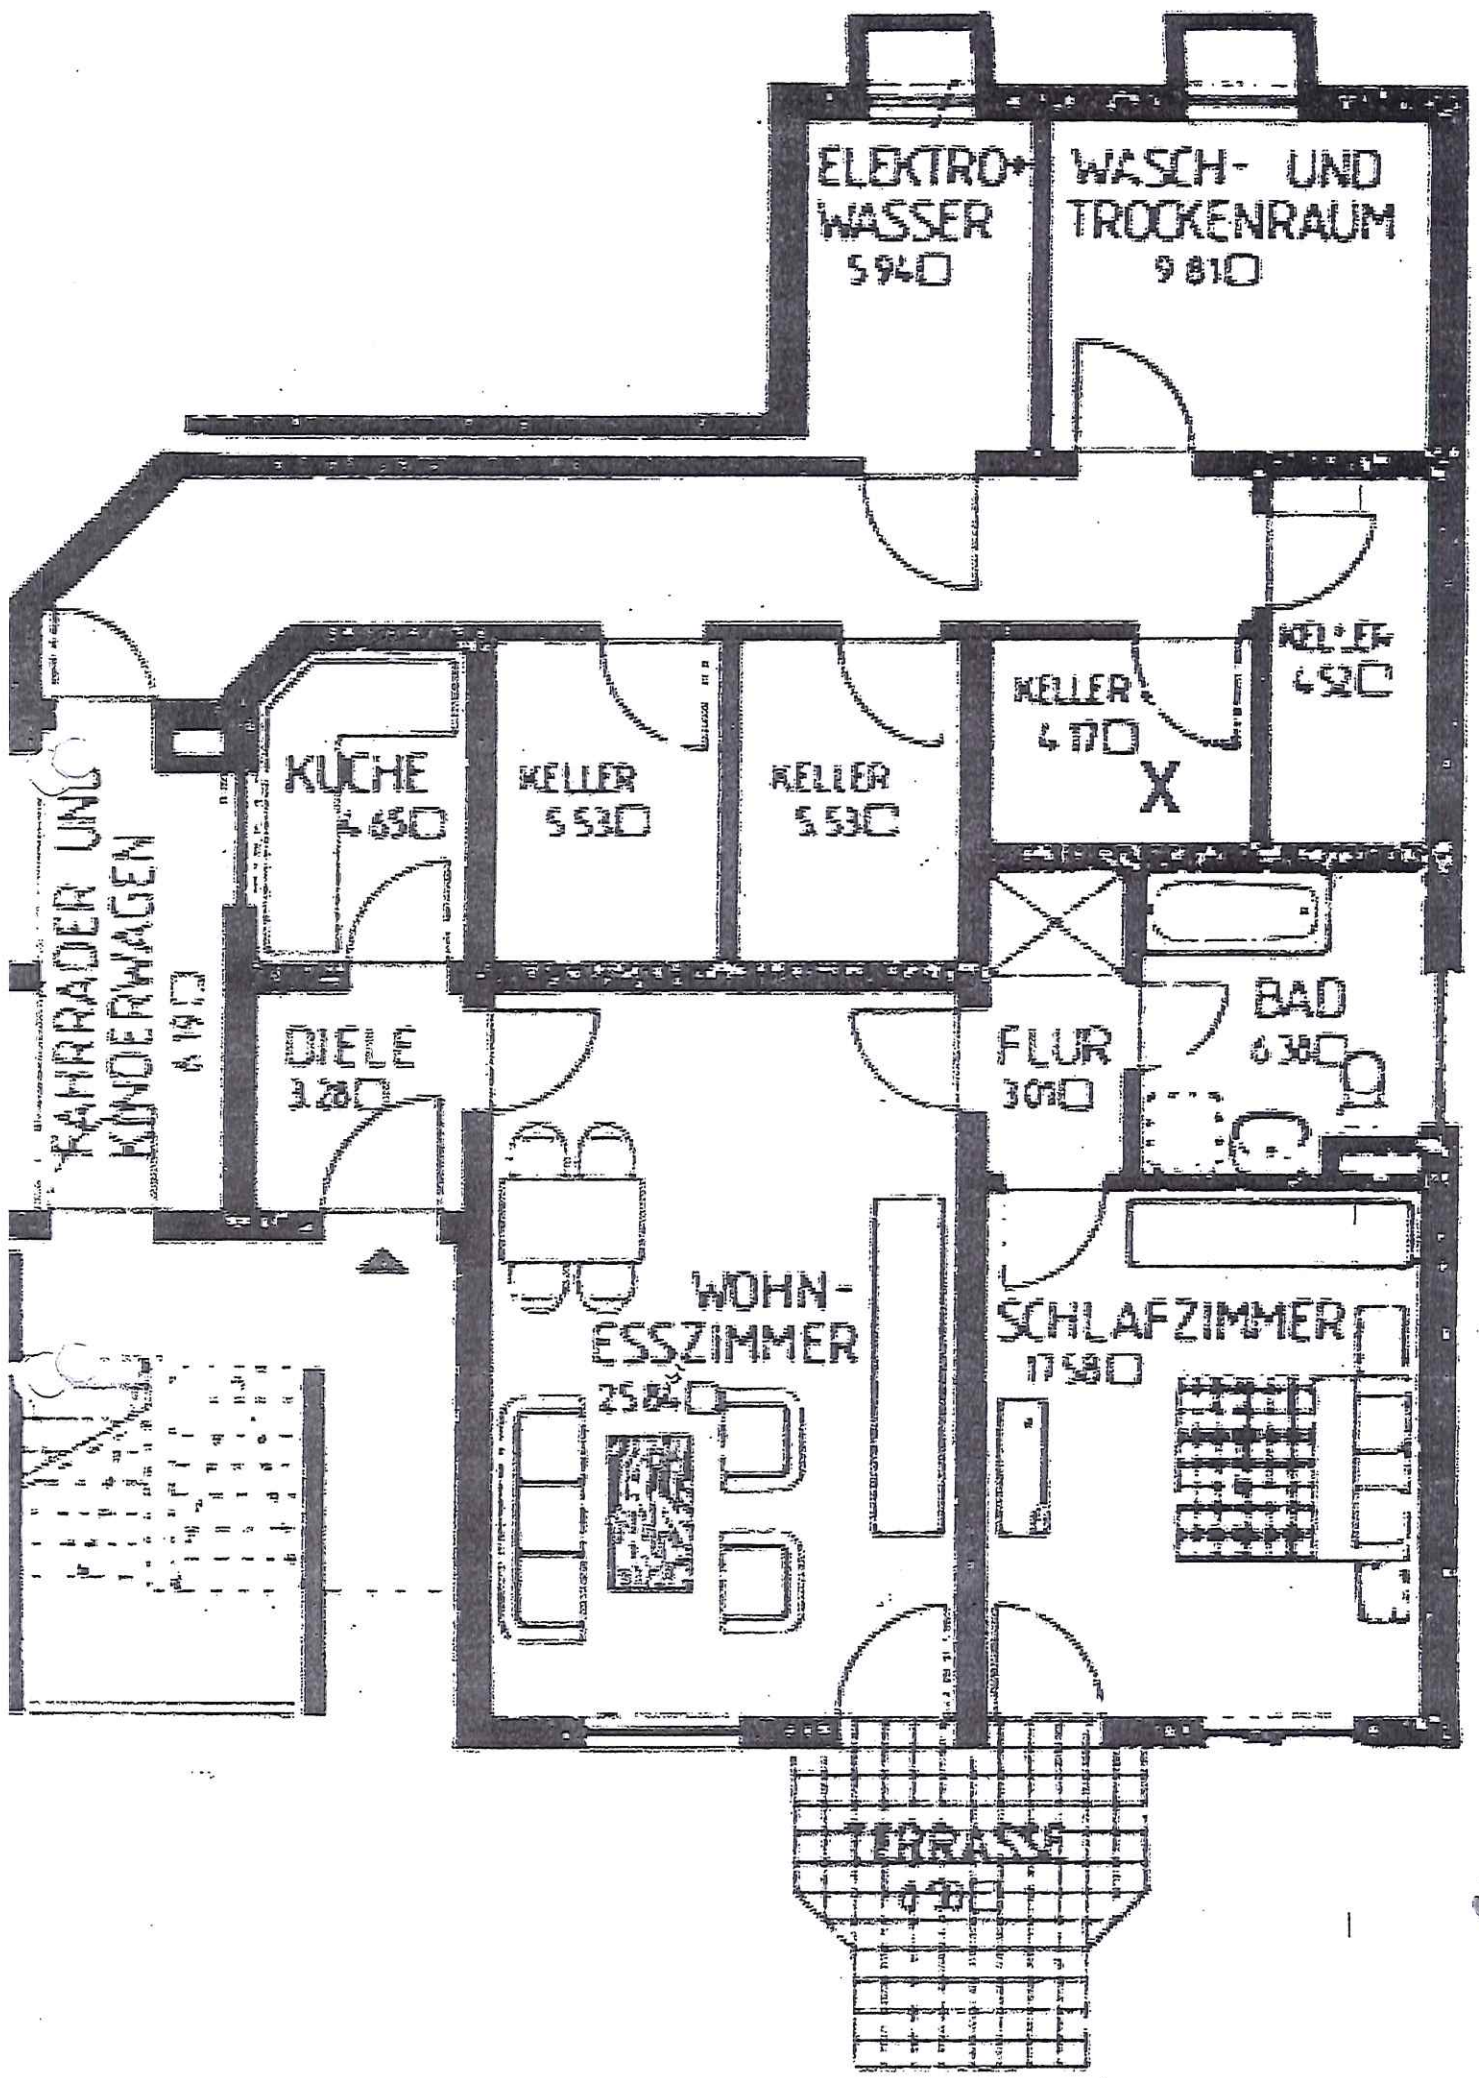 ELEKTRO+
WASSER
5 94□
WASCH- UND
TROCKENRAUM
9 81□
KELLER
4 52□
KELLER
4 17□
X
KUCHE
4 65□
KELLER
5 53□
KELLER
5 53□
FAHRRADER UND
KINDERWAGEN
6 19□
DIELE
3 28□
FLUR
3 01□
BAD
6 38□
WOHN-
ESSZIMMER
25 84□
SCHLAFZIMMER
17 58□
TERRASSE